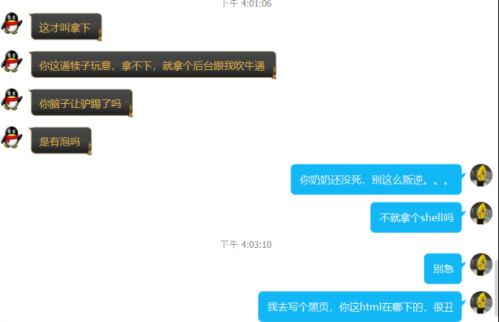 下午 4:01:06
这才叫拿下
你这逼犊子玩意，拿不下，就拿个后台跟我吹牛逼
你脑子让驴踢了吗
是有泡吗
你奶奶还没死，别这么叛逆。。。
不就拿个shell吗
下午 4:03:10
别急
我去写个黑页，你这html在哪下的，很丑